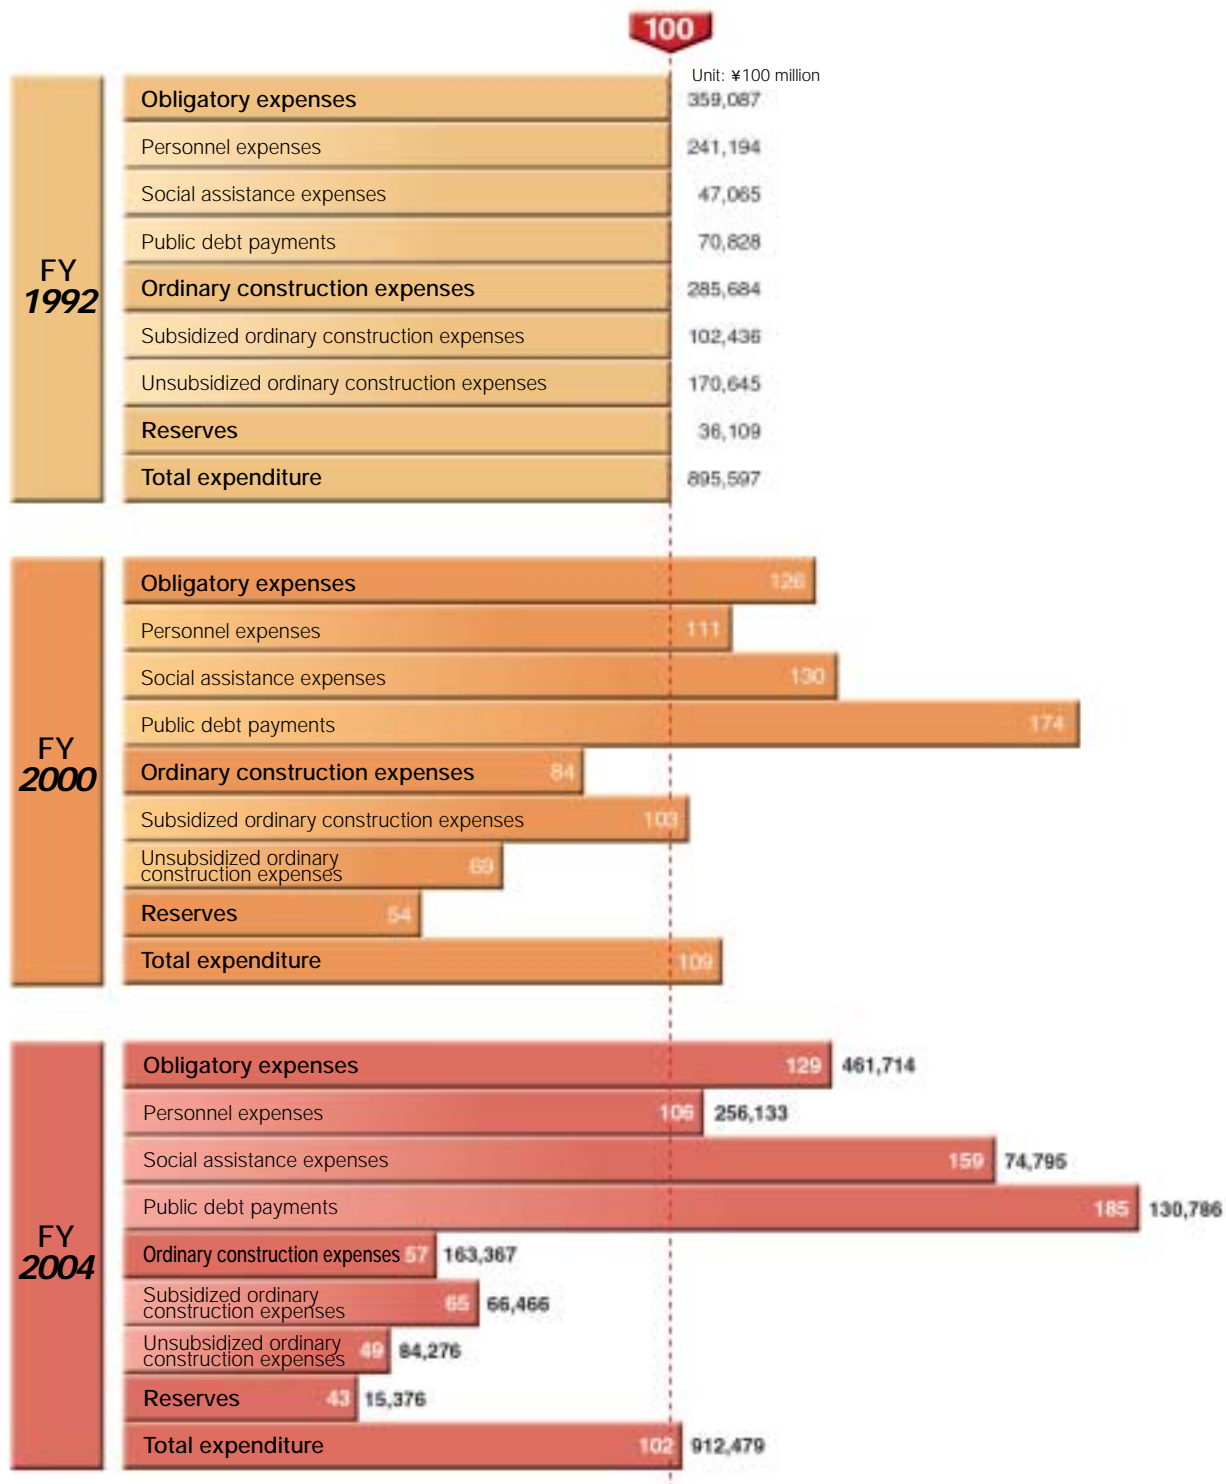 100
Unit: ¥100 million
Obligatory expenses 359,087
Personnel expenses 241,194
Social assistance expenses 47,065
Public debt payments 70,828
FY
1992
Ordinary construction expenses 285,684
Subsidized ordinary construction expenses 102,436
Unsubsidized ordinary construction expenses 170,645
Reserves 36,109
Total expenditure 895,597
Obligatory expenses 126
Personnel expenses 111
Social assistance expenses 130
Public debt payments 174
FY
2000
Ordinary construction expenses 84
Subsidized ordinary construction expenses 103
Unsubsidized ordinary
construction expenses 69
Reserves 54
Total expenditure 109
Obligatory expenses 129 461,714
Personnel expenses 106 256,133
Social assistance expenses 159 74,795
Public debt payments 185 130,786
FY
2004
Ordinary construction expenses 57 163,367
Subsidized ordinary
construction expenses 65 66,466
Unsubsidized ordinary
construction expenses 49 84,276
Reserves 43 15,376
Total expenditure 102 912,479